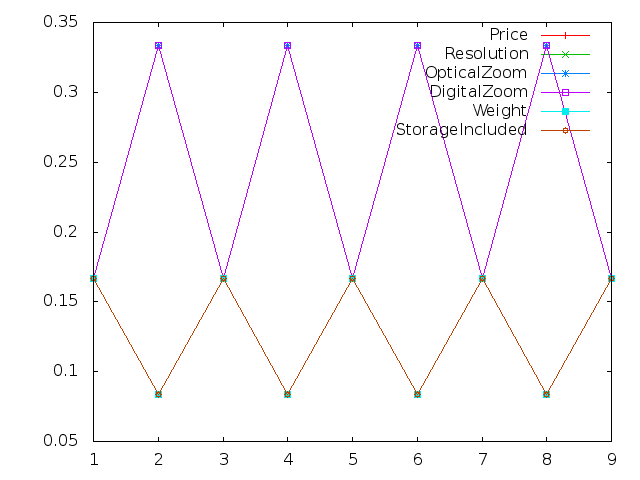 0.35
0.3
0.25
0.2
0.15
0.1
0.05
1 2 3 4 5 6 7 8 9
Price
Resolution
OpticalZoom
DigitalZoom
Weight
StorageIncluded